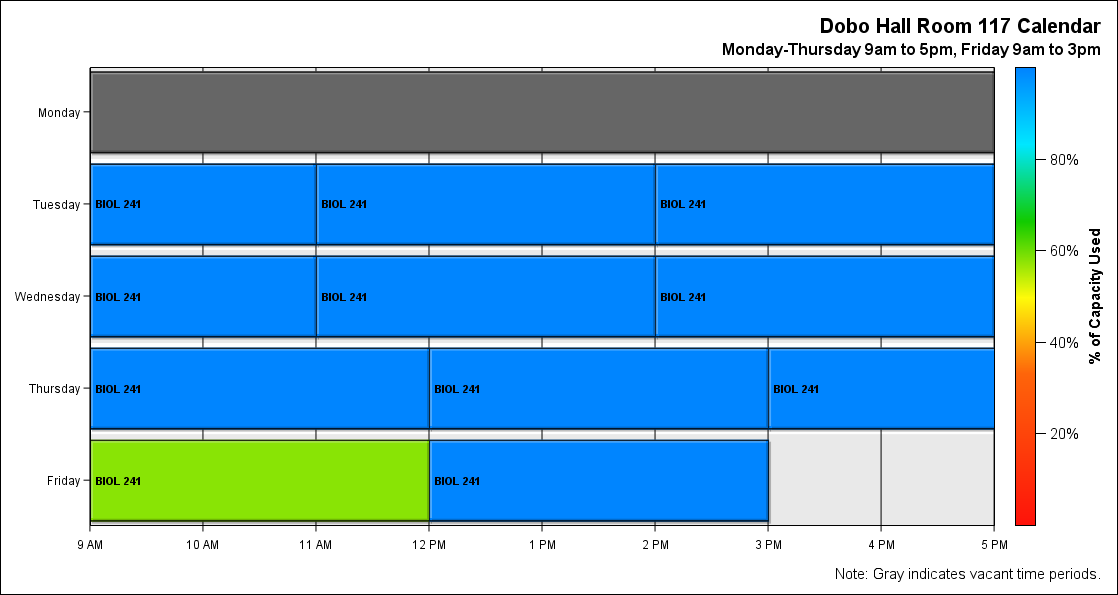 Dobo Hall Room 117 Calendar
Monday-Thursday 9am to 5pm, Friday 9am to 3pm
Monday
Tuesday
BIOL 241
BIOL 241
BIOL 241
Wednesday
BIOL 241
BIOL 241
BIOL 241
Thursday
BIOL 241
BIOL 241
BIOL 241
Friday
BIOL 241
BIOL 241
9 AM
10 AM
11 AM
12 PM
1 PM
2 PM
3 PM
4 PM
5 PM
80%
60%
40%
20%
% of Capacity Used
Note: Gray indicates vacant time periods.